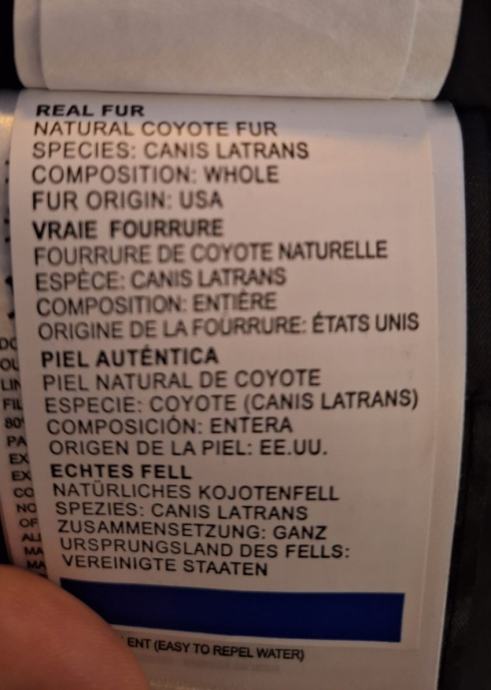 REAL FUR
NATURAL COYOTE FUR
SPECIES: CANIS LATRANS
COMPOSITION: WHOLE
FUR ORIGIN: USA
VRAIE FOURRURE
FOURRURE DE COYOTE NATURELLE
ESPÈCE: CANIS LATRANS
COMPOSITION: ENTIÈRE
ORIGINE DE LA FOURRURE: ÉTATS UNIS
PIEL AUTÉNTICA
PIEL NATURAL DE COYOTE
ESPECIE: COYOTE (CANIS LATRANS)
COMPOSICIÓN: ENTERA
ORIGEN DE LA PIEL: EE.UU.
ECHTES FELL
NATÜRLICHES KOJOTENFELL
SPEZIES: CANIS LATRANS
ZUSAMMENSETZUNG: GANZ
URSPRUNGSLAND DES FELLS:
VEREINIGTE STAATEN
ENT (EASY TO REPEL WATER)